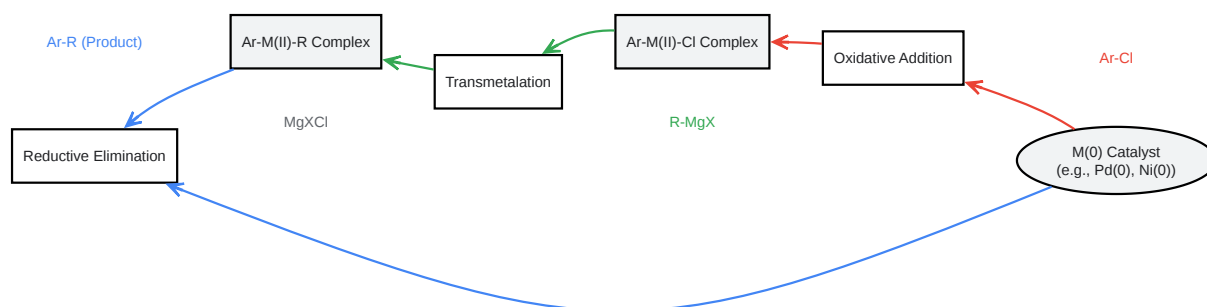 Ar-R (Product)
Ar-M(II)-R Complex
Ar-M(II)-Cl Complex
Oxidative Addition
Ar-Cl
Transmetalation
MgXCl
R-MgX
Reductive Elimination
M(0) Catalyst
(e.g., Pd(0), Ni(0))